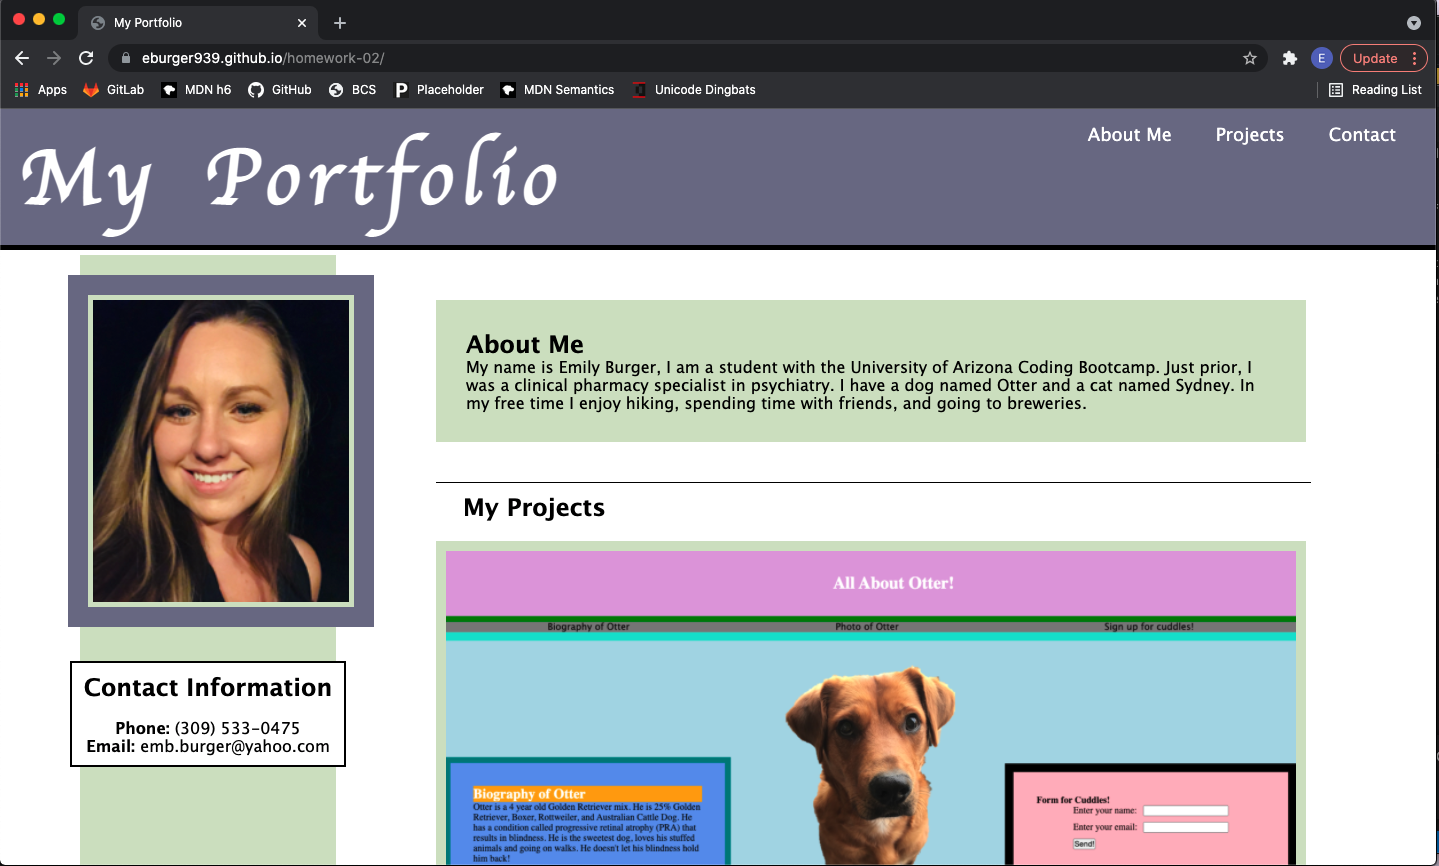 My Portfolio
eburger939.github.io/homework-02/
E
Update
Apps GitLab MDN h6 GitHub BCS Placeholder MDN Semantics Unicode Dingbats Reading List
My Portfolio
About Me Projects Contact
About Me
My name is Emily Burger, I am a student with the University of Arizona Coding Bootcamp. Just prior, I
was a clinical pharmacy specialist in psychiatry. I have a dog named Otter and a cat named Sydney. In
my free time I enjoy hiking, spending time with friends, and going to breweries.
Contact Information
Phone: (309) 533-0475
Email: emb.burger@yahoo.com
My Projects
All About Otter!
Biography of Otter Photo of Otter Sign up for cuddles!
Biography of Otter
Otter is a 4 year old Golden Retriever mix. He is 25% Golden
Retriever, Boxer, Rottweiler, and Australian Cattle Dog. He
has a condition called progressive retinal atrophy (PRA) that
results in blindness. He is the sweetest dog, loves his stuffed
animals and going on walks. He doesn't let his blindness hold
him back!
Form for Cuddles!
Enter your name:
Enter your email:
Send!